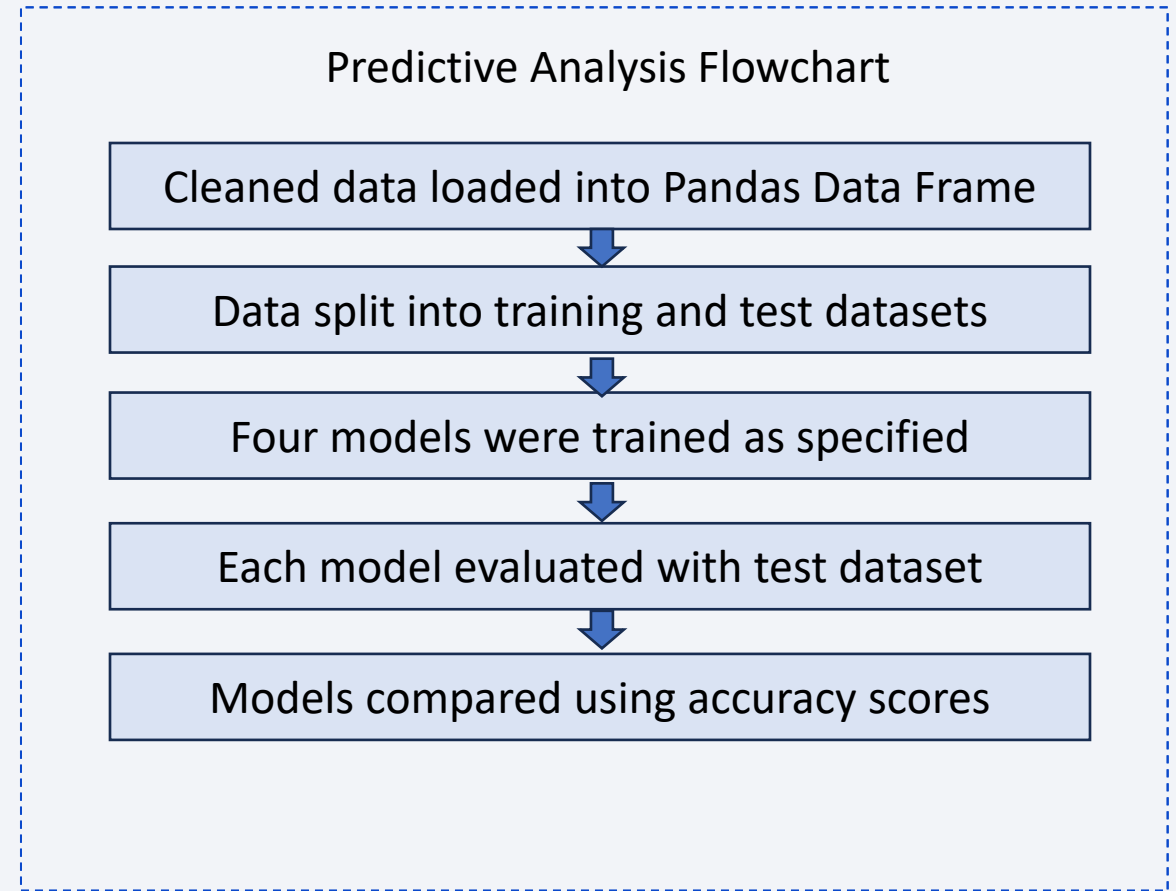 Predictive Analysis Flowchart
Cleaned data loaded into Pandas Data Frame
Data split into training and test datasets
Four models were trained as specified
Each model evaluated with test dataset
Models compared using accuracy scores